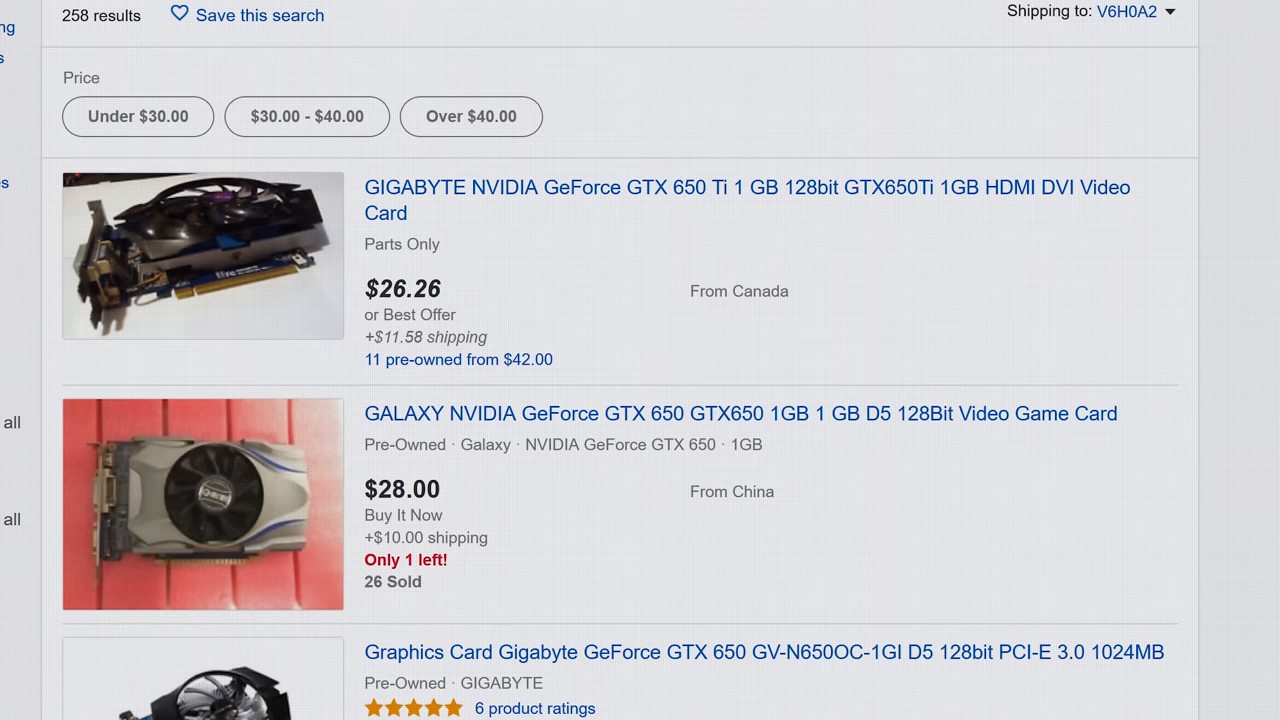 258 results
Save this search
Shipping to: V6H0A2
ng
s
Price
Under $30.00
$30.00 - $40.00
Over $40.00
es
GIGABYTE NVIDIA GeForce GTX 650 Ti 1 GB 128bit GTX650Ti 1GB HDMI DVI Video
Card
Parts Only
$26.26
From Canada
or Best Offer
+$11.58 shipping
11 pre-owned from $42.00
GALAXY NVIDIA GeForce GTX 650 GTX650 1GB 1 GB D5 128Bit Video Game Card
all
Pre-Owned · Galaxy · NVIDIA GeForce GTX 650 · 1GB
$28.00
From China
Buy It Now
all
+$10.00 shipping
Only 1 left!
26 Sold
Graphics Card Gigabyte GeForce GTX 650 GV-N650OC-1GI D5 128bit PCI-E 3.0 1024MB
Pre-Owned · GIGABYTE
6 product ratings